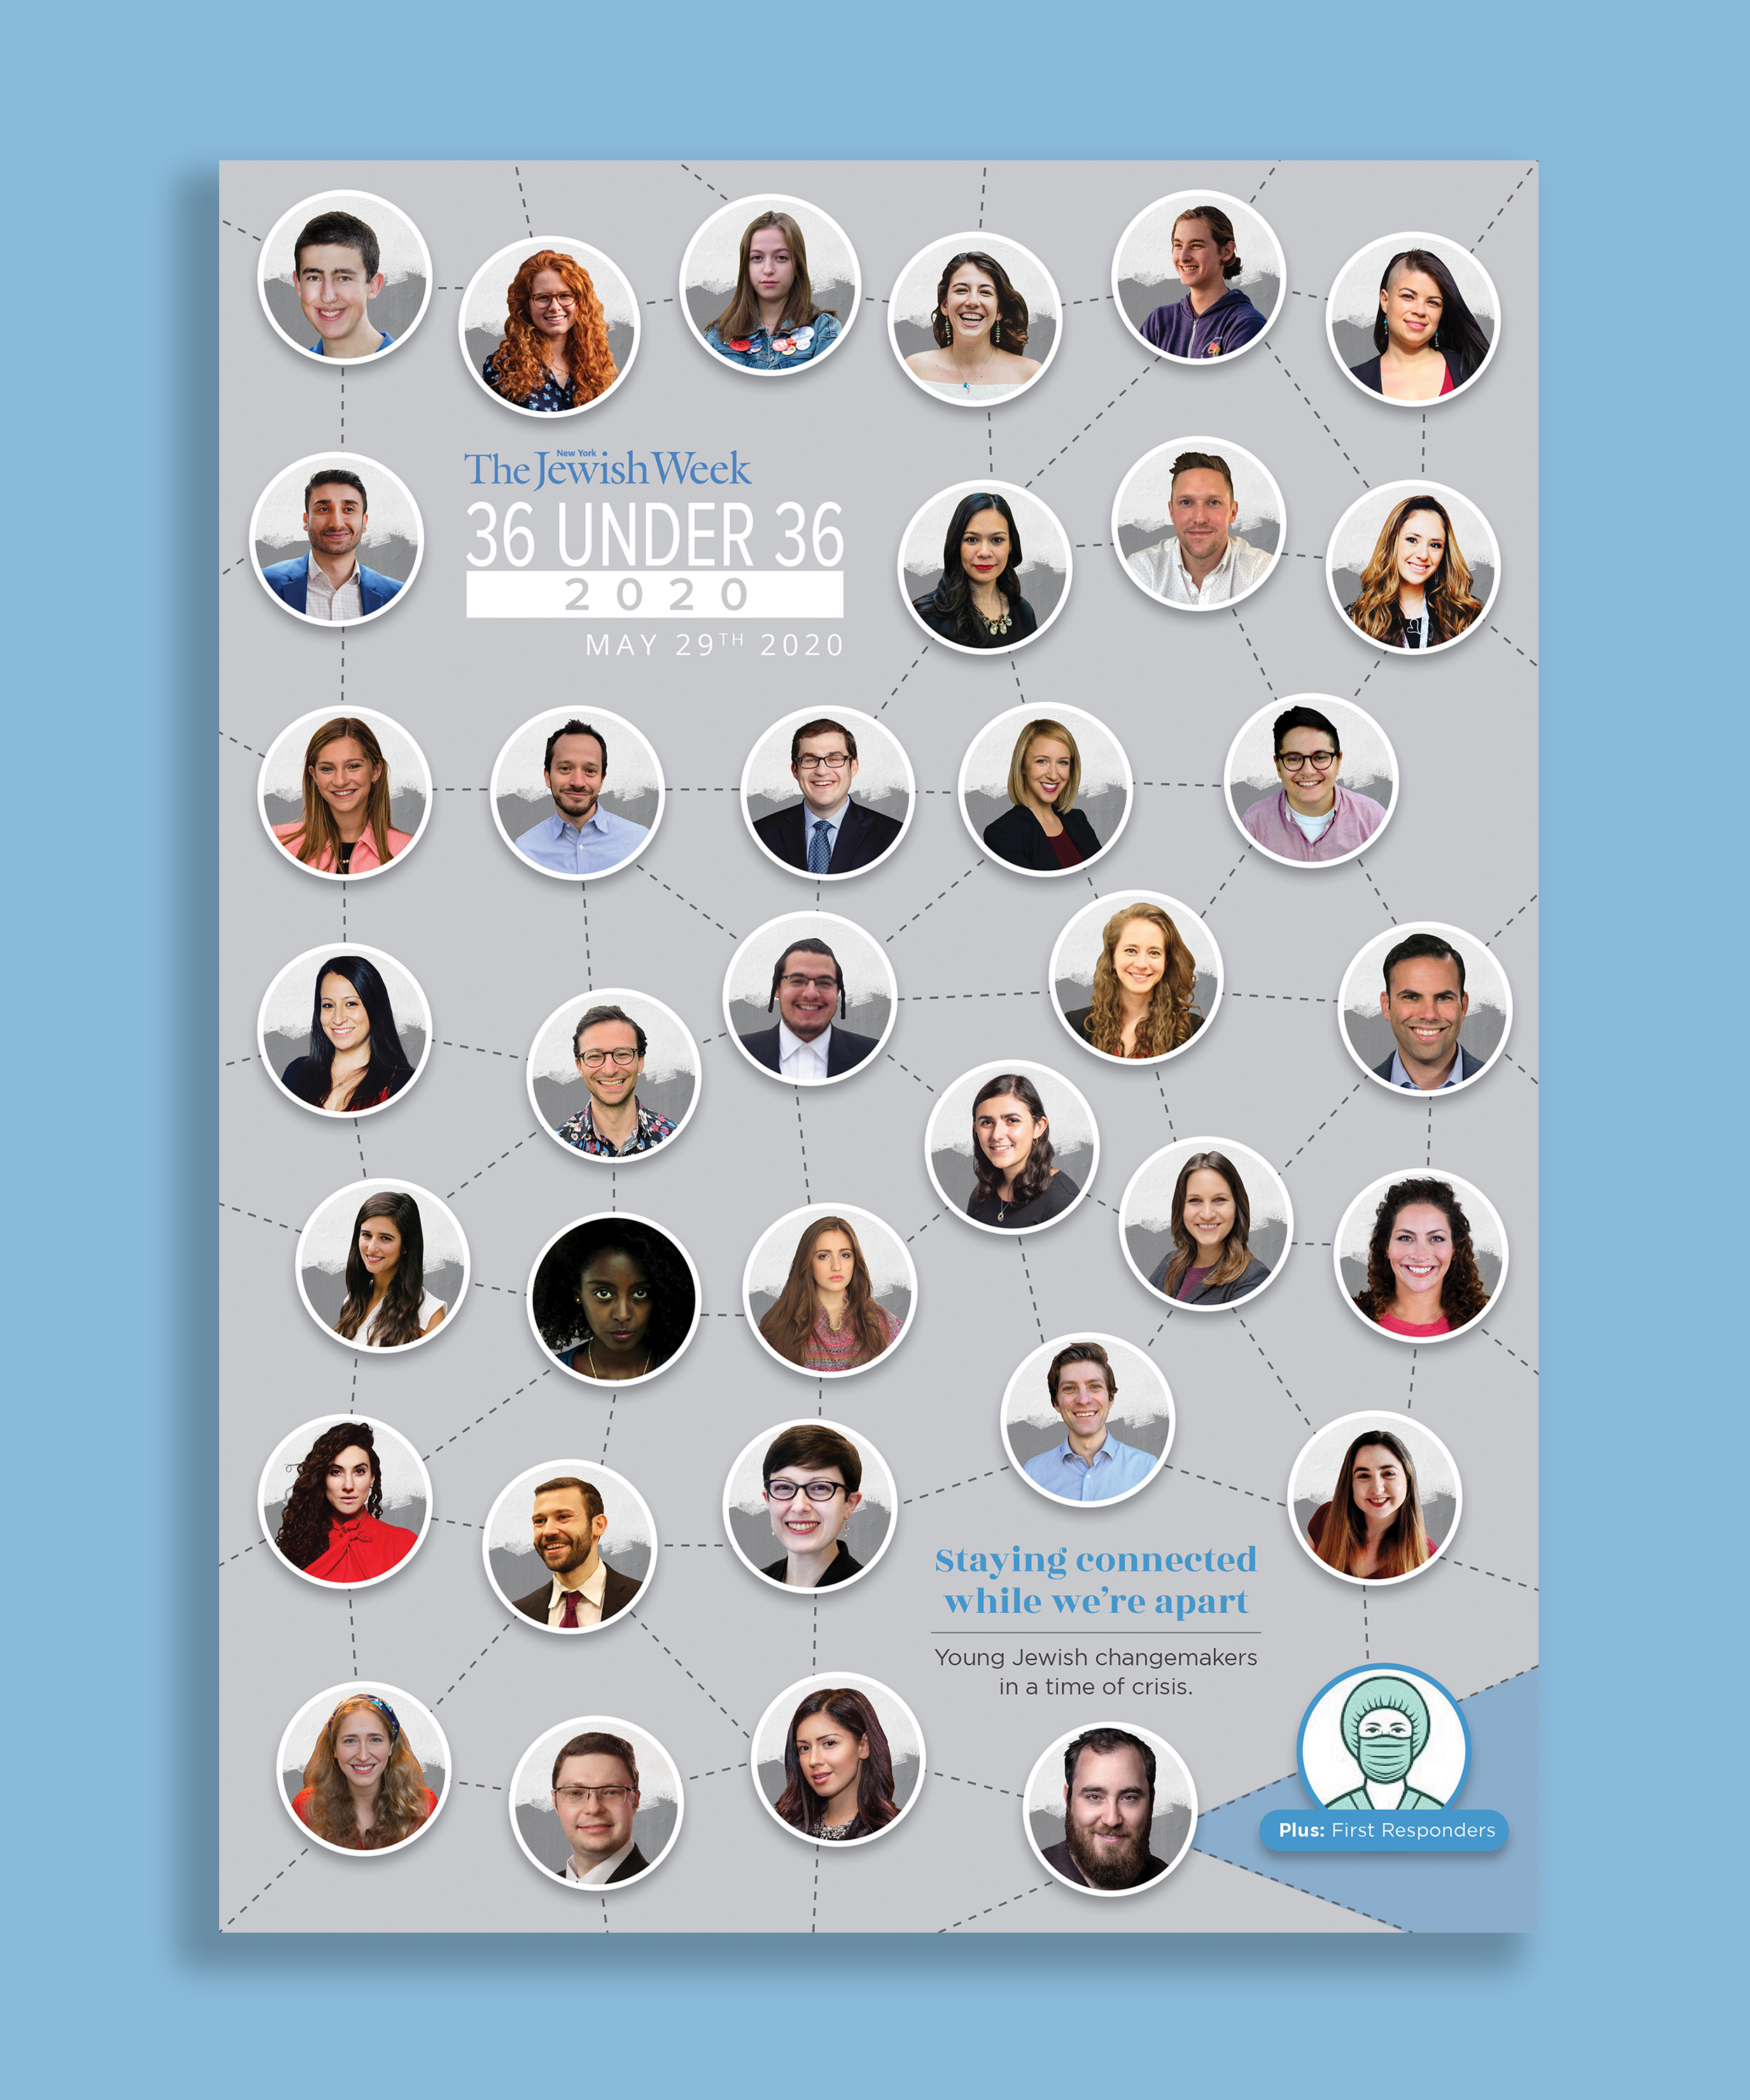 New York
The Jewish Week
36 UNDER 36
2020
MAY 29TH 2020
Staying connected
while we're apart
Young Jewish changemakers
in a time of crisis.
Plus: First Responders